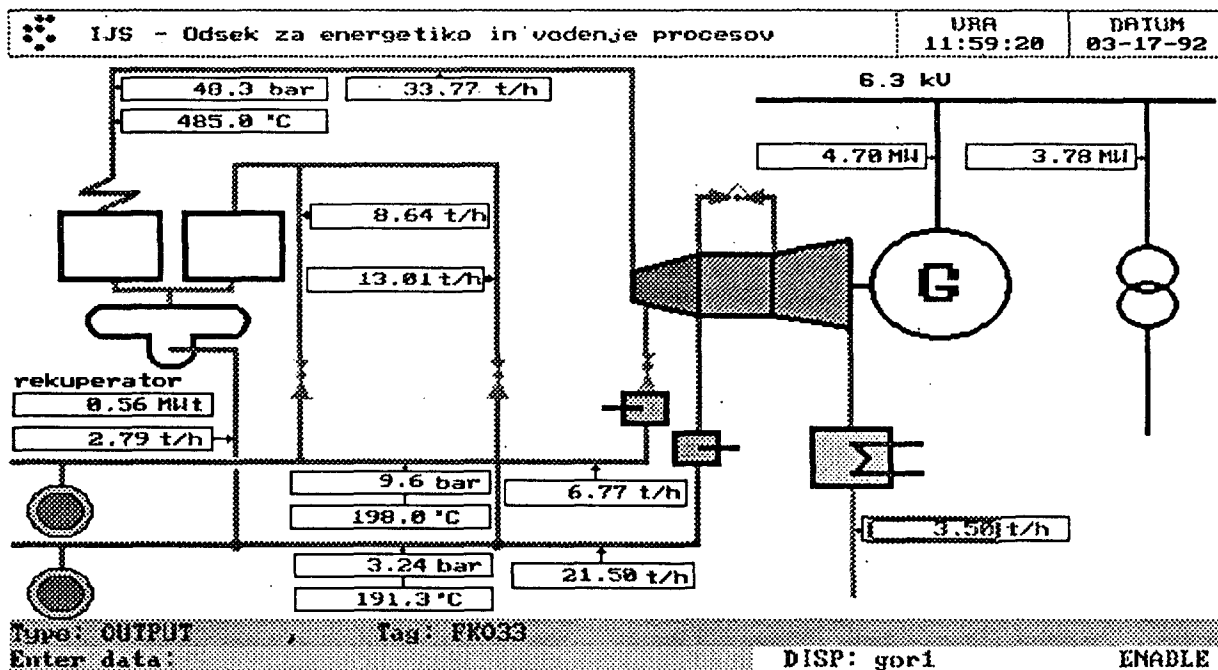 IJS - Odsek za energetiko in vodenje procesov
URA
11:59:20
DATUM
03-17-92
48.3 bar
33.77 t/h
485.0 °C
6.3 kV
4.70 MW
3.78 MW
8.64 t/h
13.01 t/h
G
rekuperator
0.56 MWt
2.79 t/h
9.6 bar
6.77 t/h
198.0 °C
3.50 t/h
3.24 bar
21.50 t/h
191.3 °C
Type: OUTPUT , Tag: FK033
Enter data: DISP: gor1 ENABLE